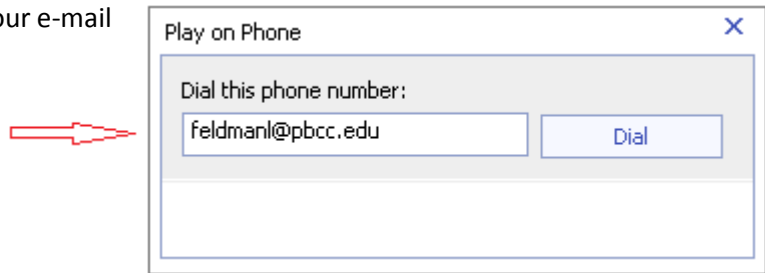 our e-mail
Play on Phone
Dial this phone number:
feldmanl@pbcc.edu
Dial